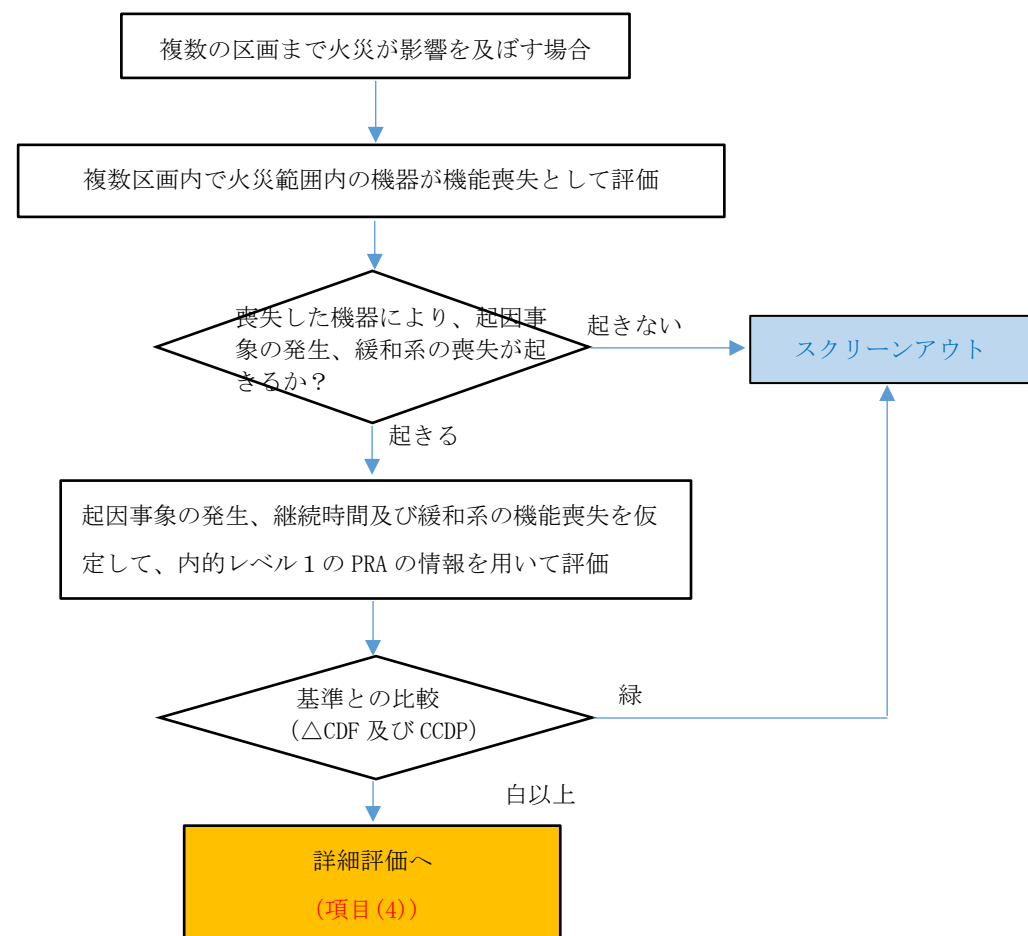 複数の区画まで火災が影響を及ぼす場合
複数区画内で火災範囲内の機器が機能喪失として評価
喪失した機器により、起因事
象の発生、緩和系の喪失が起
きるか？
起きない
スクリーンアウト
起きる
起因事象の発生、継続時間及び緩和系の機能喪失を仮
定して、内的レベル１の PRA の情報を用いて評価
基準との比較
（△CDF 及び CCDP）
緑
白以上
詳細評価へ
（項目(4)）